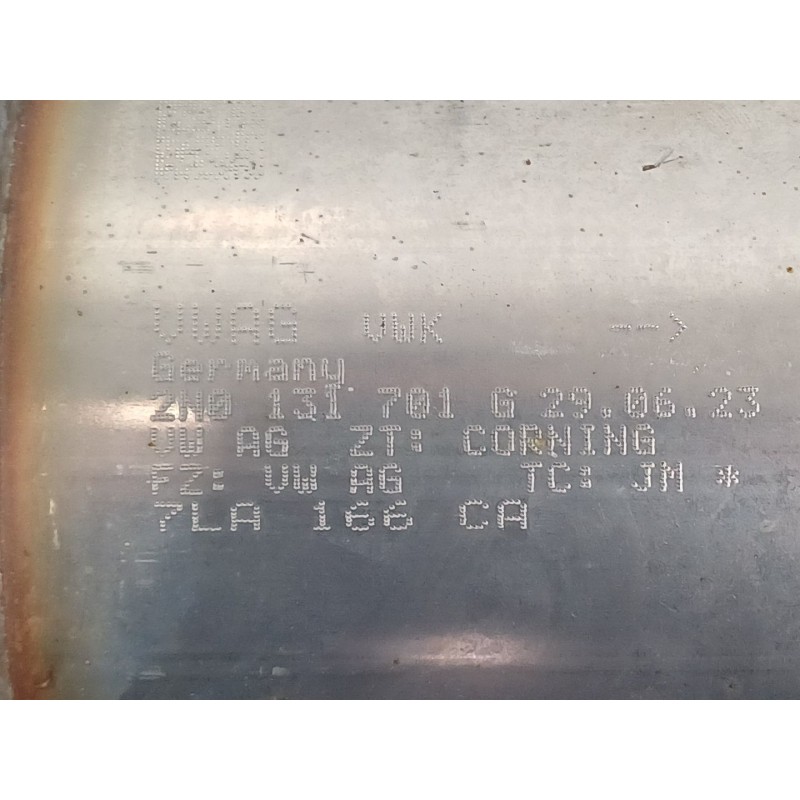 VWAG VWK -->
Germany
2N0 131 701 G 29.06.23
VW AG ZT: CORNING
FZ: VW AG TC: JM *
7LA 166 CA